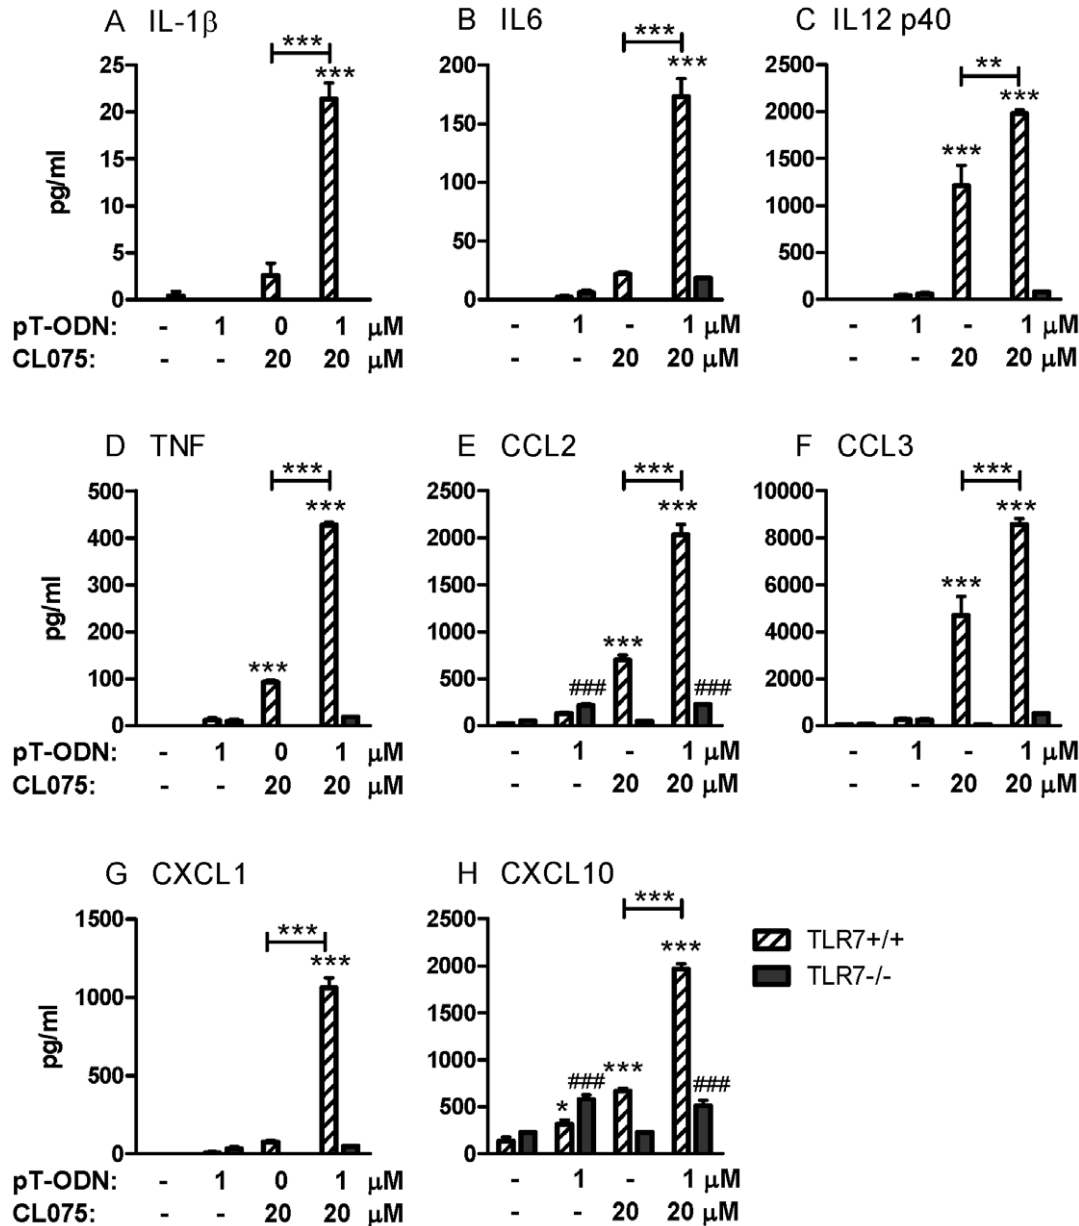 A IL-1β
B IL6
C IL12 p40
*** *** **
*** *** ***
***
pg/ml
25
20
15
10
5
0
200
150
100
50
0
2500
2000
1500
1000
500
0
pT-ODN: - 1 0 1 μM
CL075: - - 20 20 μM
- 1 - 1 μM
- - 20 20 μM
- 1 - 1 μM
- - 20 20 μM
D TNF
E CCL2
F CCL3
*** *** ***
*** *** ***
*** *** ***
### ###
pg/ml
500
400
300
200
100
0
2500
2000
1500
1000
500
0
10000
8000
6000
4000
2000
0
pT-ODN: - 1 0 1 μM
CL075: - - 20 20 μM
- 1 - 1 μM
- - 20 20 μM
- 1 - 1 μM
- - 20 20 μM
G CXCL1
H CXCL10
*** ***
*** ***
* ### *** ###
pg/ml
1500
1000
500
0
2500
2000
1500
1000
500
0
TLR7+/+
TLR7-/-
pT-ODN: - 1 0 1 μM
CL075: - - 20 20 μM
- 1 - 1 μM
- - 20 20 μM